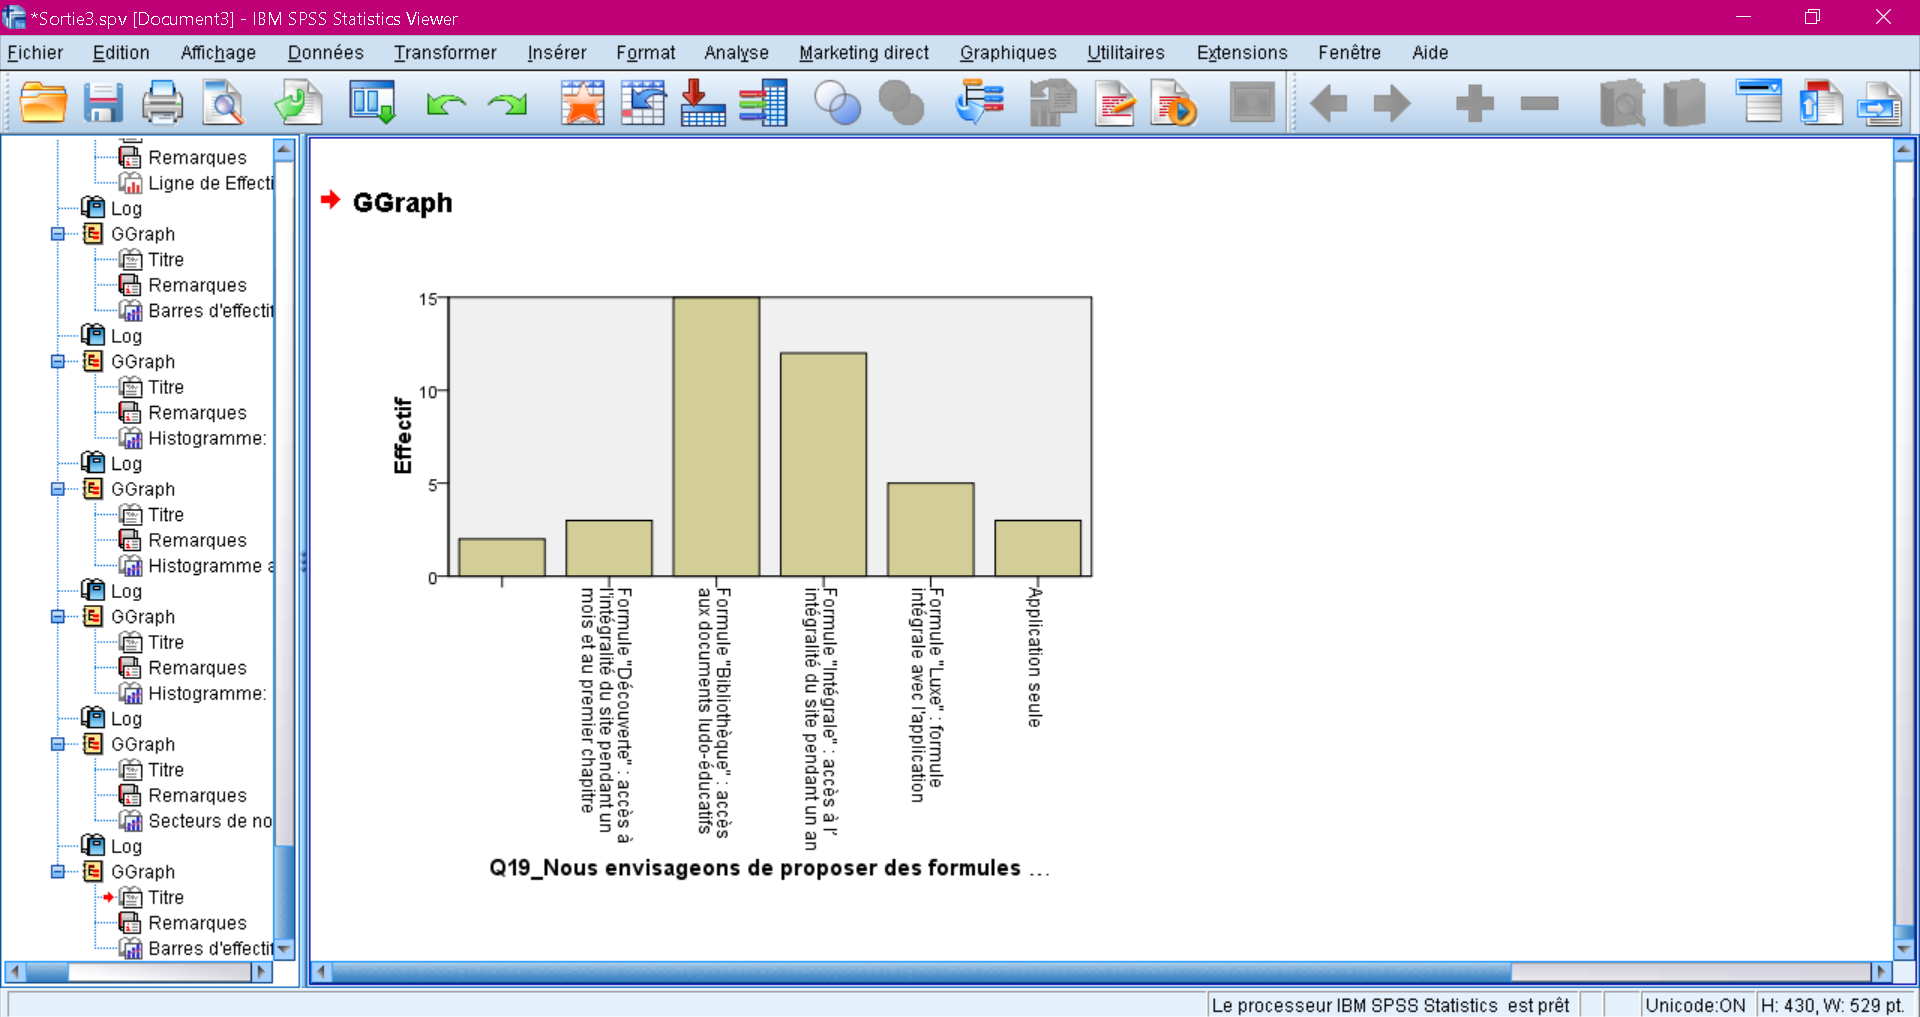 *Sortie3.spv [Document3] - IBM SPSS Statistics Viewer
Fichier Edition Affichage Données Transformer Insérer Format Analyse Marketing direct Graphiques Utilitaires Extensions Fenêtre Aide
Remarques
Ligne de Effecti
Log
GGraph
Titre
Remarques
Barres d'effectif
Log
GGraph
Titre
Remarques
Histogramme:
Log
GGraph
Titre
Remarques
Histogramme a
Log
GGraph
Titre
Remarques
Histogramme:
Log
GGraph
Titre
Remarques
Secteurs de no
Log
GGraph
Titre
Remarques
Barres d'effectif
GGraph
Effectif
15
10
5
0
Formule "Découverte" : accès à
l'intégralité du site pendant un
mois et au premier chapitre
Formule "Bibliothèque" : accès
aux documents ludo-éducatifs
Formule "Intégrale" : accès à l'
intégralité du site pendant un an
Formule "Luxe" : formule
intégrale avec l'application
Application seule
Q19_Nous envisageons de proposer des formules ...
Le processeur IBM SPSS Statistics est prêt
Unicode:ON
H: 430, W: 529 pt.